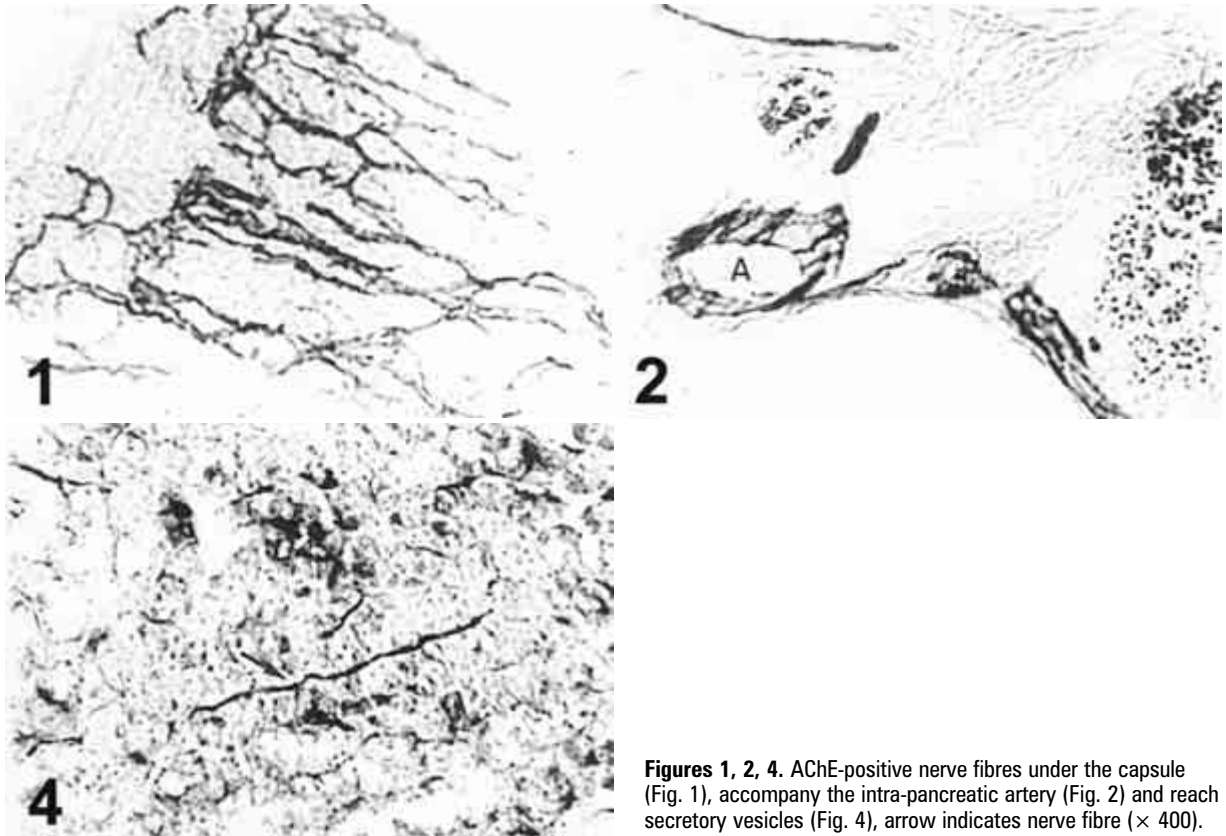 1
2
A
4
Figures 1, 2, 4. AChE-positive nerve fibres under the capsule
(Fig. 1), accompany the intra-pancreatic artery (Fig. 2) and reach
secretory vesicles (Fig. 4), arrow indicates nerve fibre (× 400).